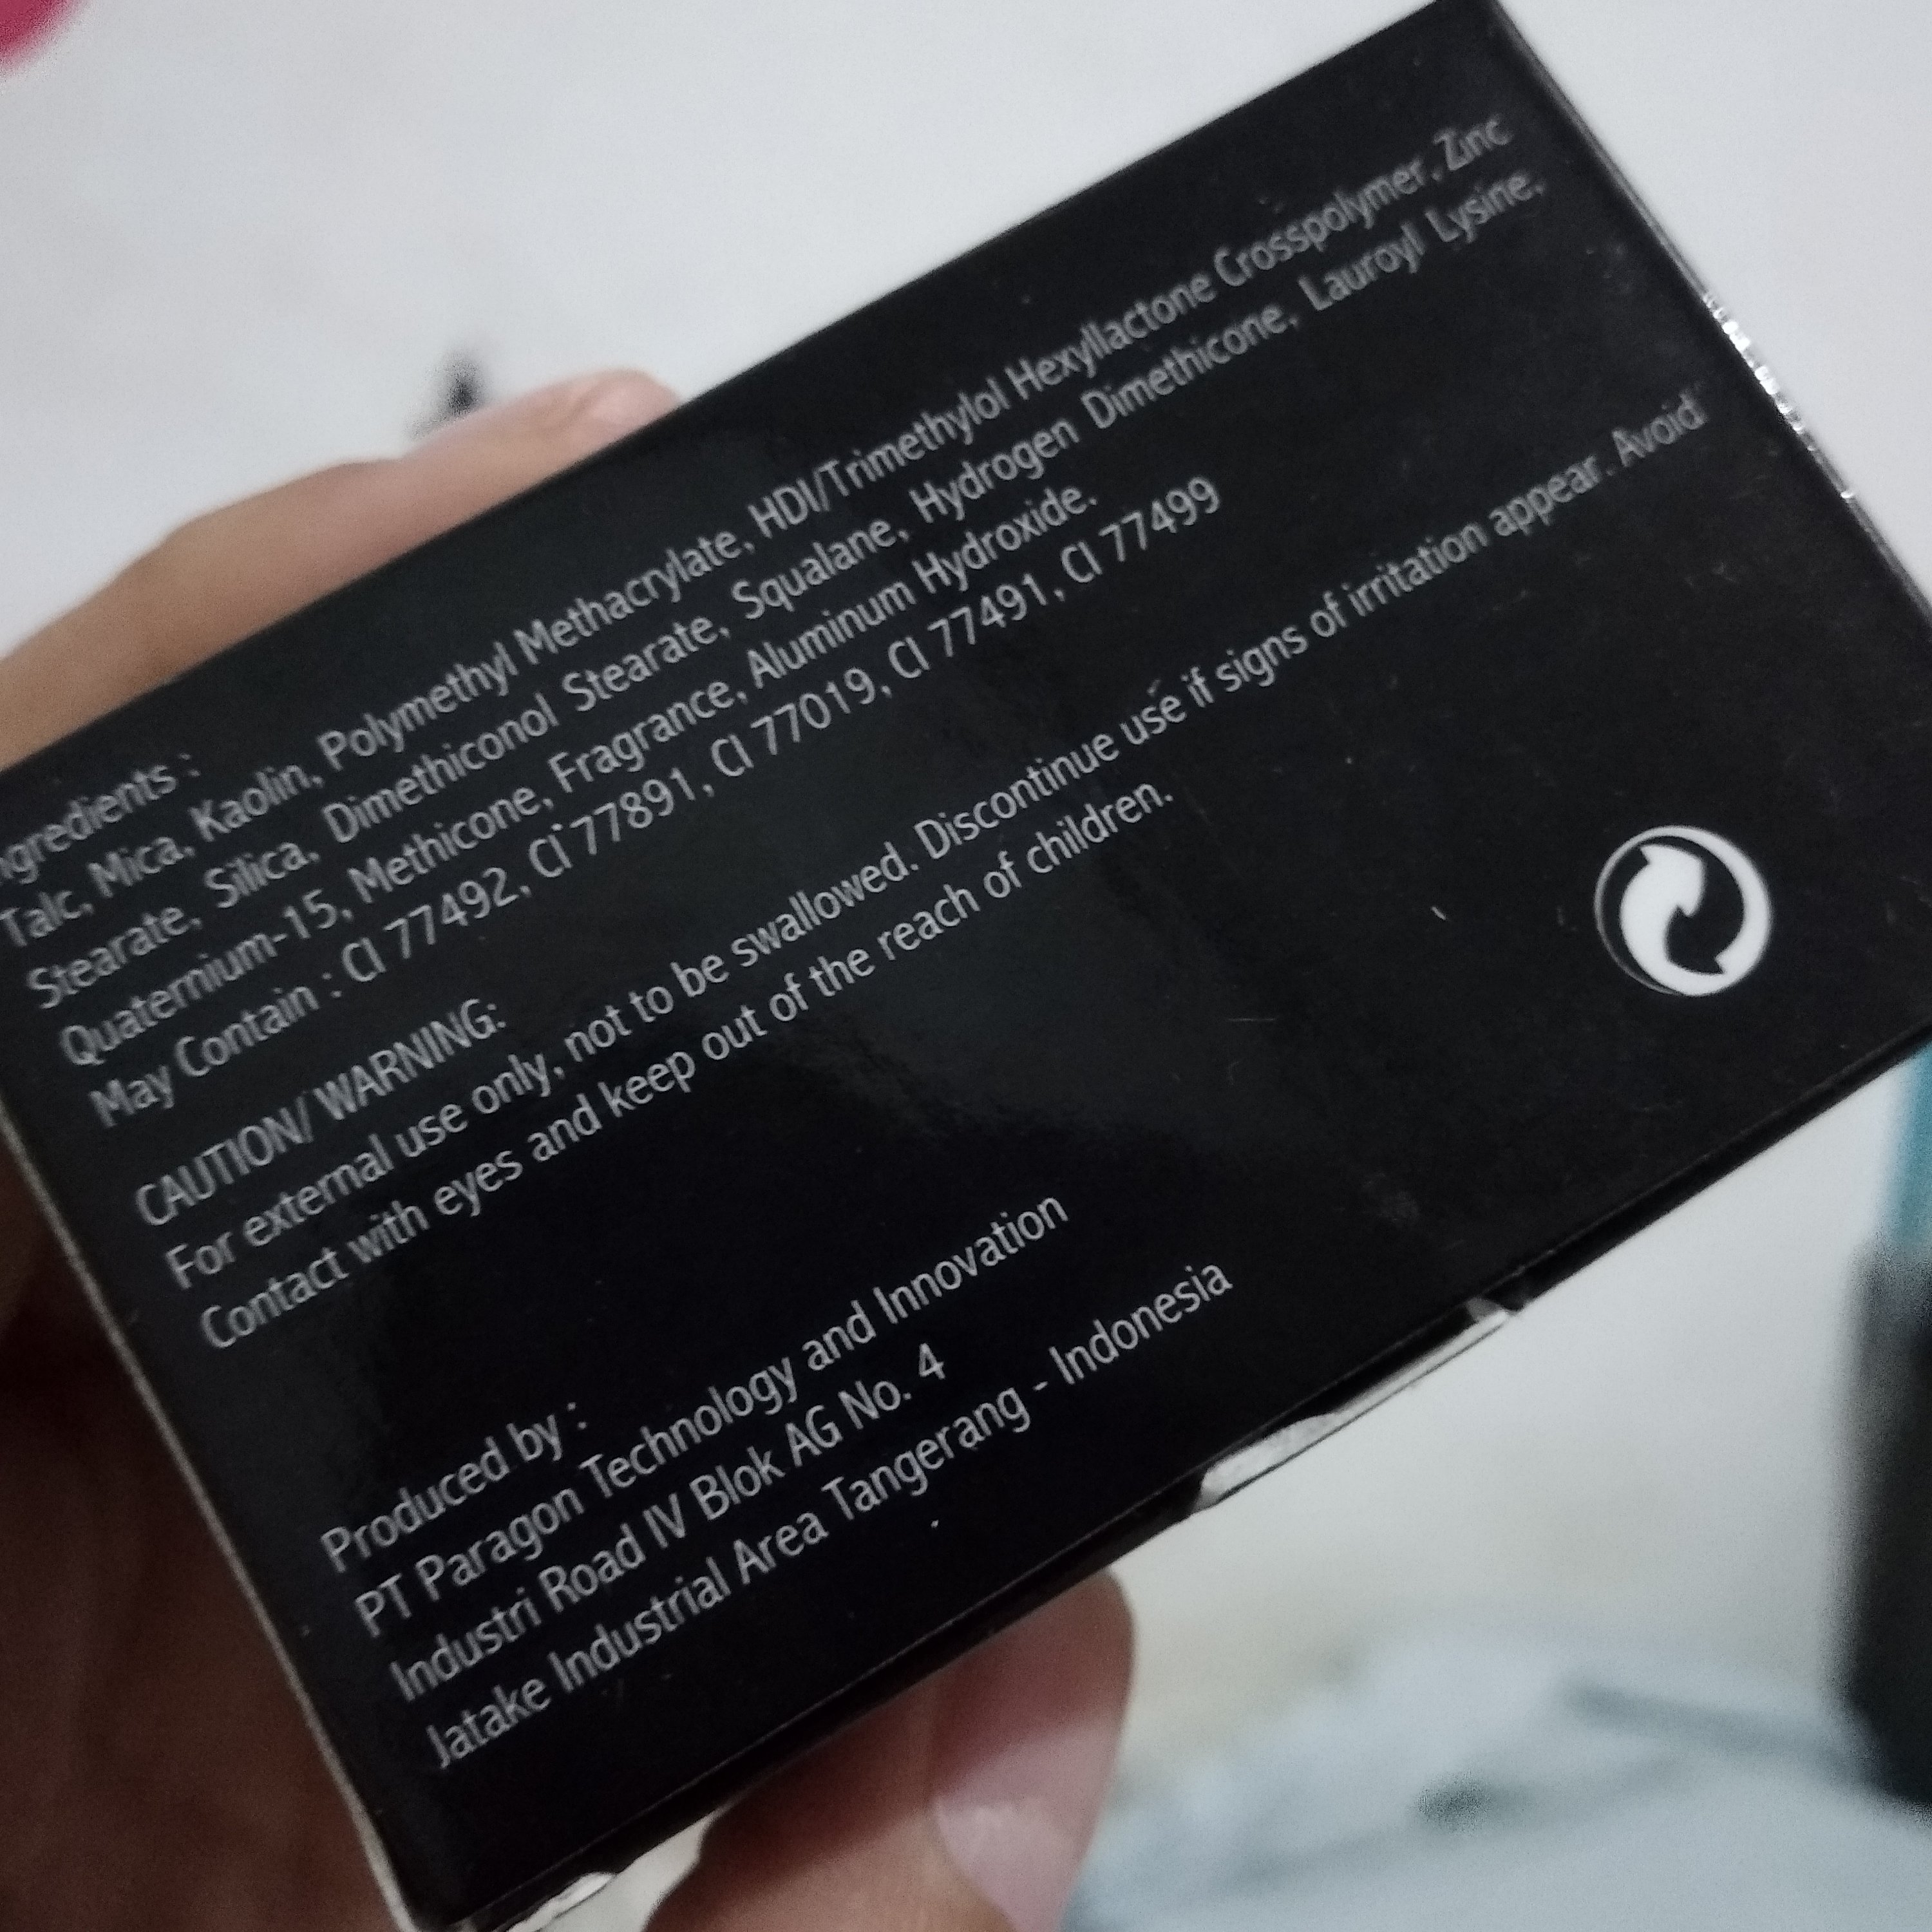 ngredients :
Talc, Mica, Kaolin, Polymethyl Methacrylate, HDI/Trimethylol Hexyllactone Crosspolymer, Zinc
Stearate, Silica, Dimethiconol Stearate, Squalane, Hydrogen Dimethicone, Lauroyl Lysine,
Quaternium-15, Methicone, Fragrance, Aluminum Hydroxide.
May Contain : CI 77492, CI 77891, CI 77019, CI 77491, CI 77499
CAUTION/ WARNING:
For external use only, not to be swallowed. Discontinue use if signs of irritation appear. Avoid
Contact with eyes and keep out of the reach of children.
Produced by :
PT Paragon Technology and Innovation
Industri Road IV Blok AG No. 4
Jatake Industrial Area Tangerang - Indonesia